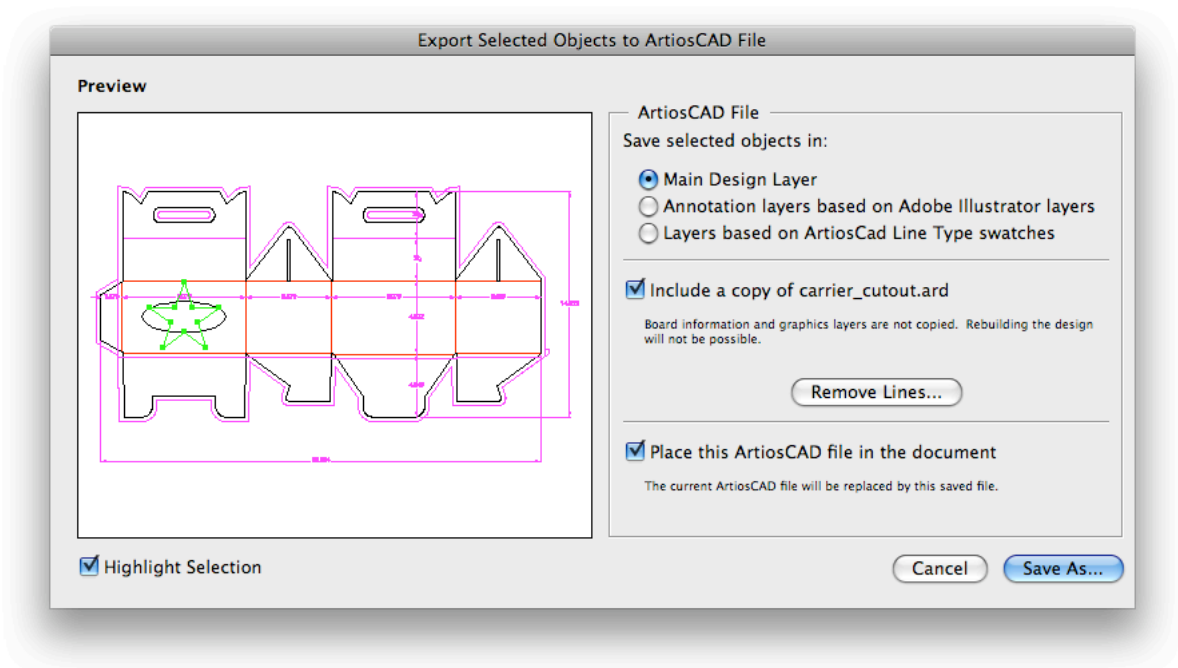 Export Selected Objects to ArtiosCAD File
Preview
ArtiosCAD File
Save selected objects in:
Main Design Layer
Annotation layers based on Adobe Illustrator layers
Layers based on ArtiosCad Line Type swatches
Include a copy of carrier_cutout.ard
Board information and graphics layers are not copied. Rebuilding the design
will not be possible.
Remove Lines...
Place this ArtiosCAD file in the document
The current ArtiosCAD file will be replaced by this saved file.
Highlight Selection
Cancel
Save As...